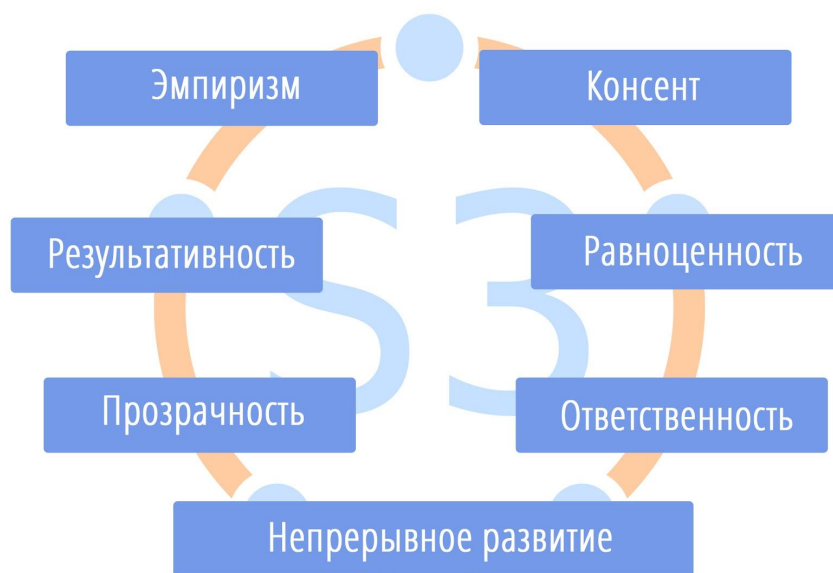 Эмпиризм
Консент
Результативность
S3
Равноценность
Прозрачность
Ответственность
Непрерывное развитие